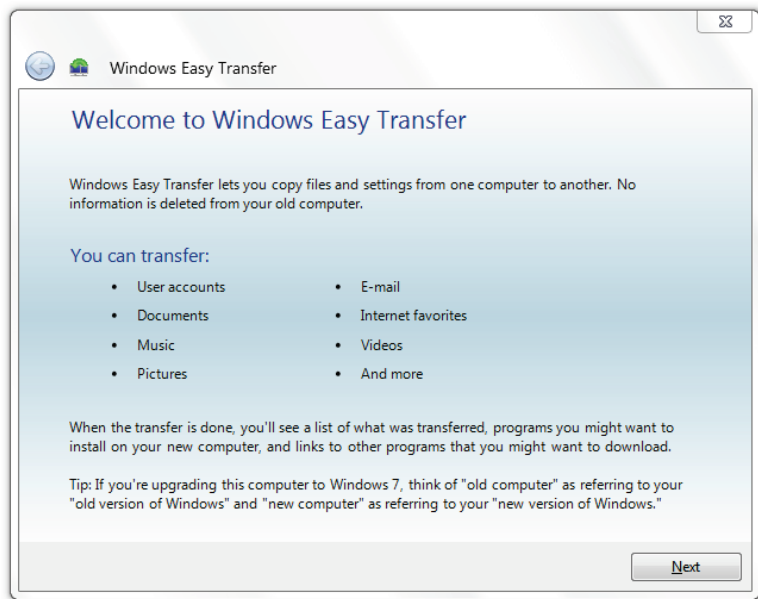 Windows Easy Transfer
Welcome to Windows Easy Transfer
Windows Easy Transfer lets you copy files and settings from one computer to another. No
information is deleted from your old computer.
You can transfer:
• User accounts
• Documents
• Music
• Pictures
• E-mail
• Internet favorites
• Videos
• And more
When the transfer is done, you'll see a list of what was transferred, programs you might want to
install on your new computer, and links to other programs that you might want to download.
Tip: If you're upgrading this computer to Windows 7, think of "old computer" as referring to your
"old version of Windows" and "new computer" as referring to your "new version of Windows."
Next